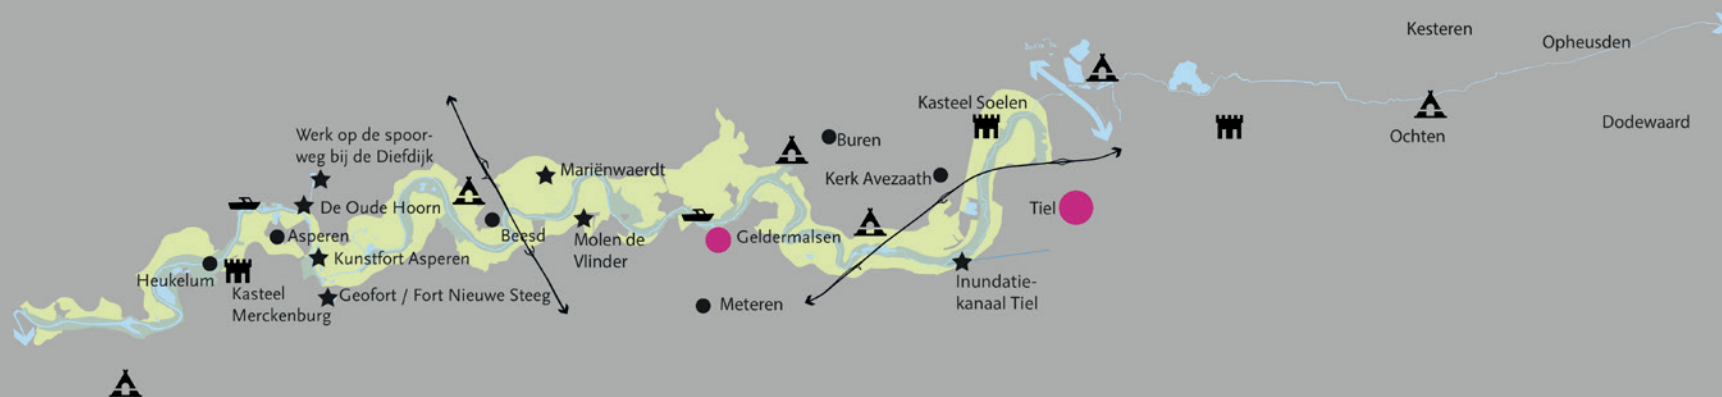 Kesteren
Opheusden
Kasteel Soelen
Dodewaard
Werk op de spoor-
weg bij de Diefdijk
Buren
Ochten
Mariënwaerdt
Kerk Avezaath
De Oude Hoorn
Tiel
Asperen
Beesd
Molen de
Vlinder
Geldermalsen
Kunstfort Asperen
Heukelum
Kasteel
Merckenburg
Geofort / Fort Nieuwe Steeg
Inundatie-
kanaal Tiel
Meteren